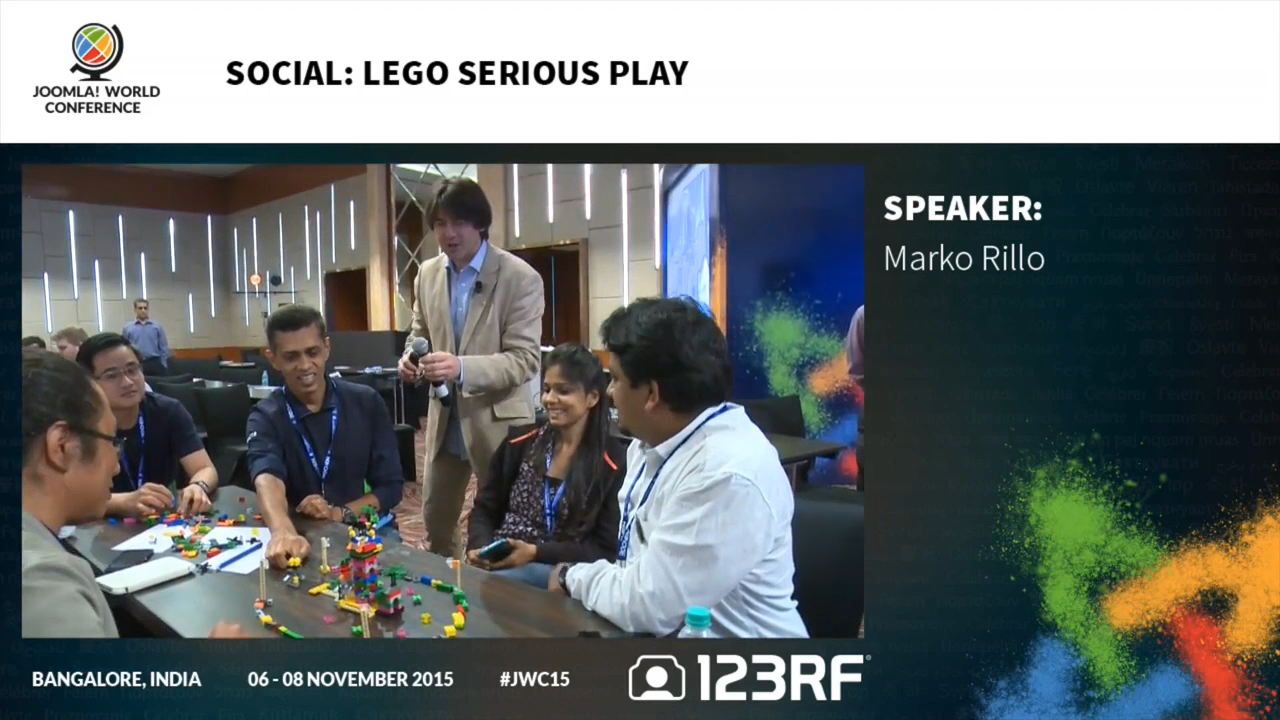 JOOMLA! WORLD
CONFERENCE
SOCIAL: LEGO SERIOUS PLAY
SPEAKER:
Marko Rillo
BANGALORE, INDIA
06 - 08 NOVEMBER 2015
#JWC15
123RF